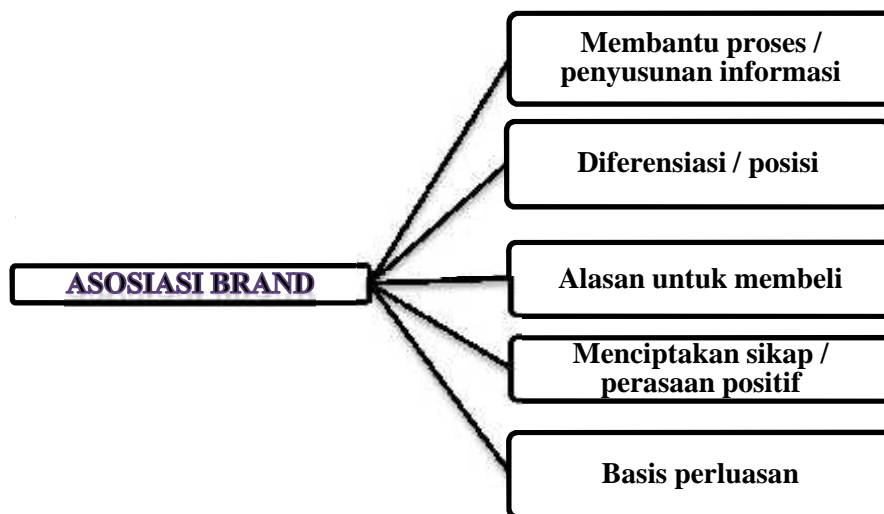 Membantu proses /
penyusunan informasi
Diferensiasi / posisi
ASOSIASI BRAND
Alasan untuk membeli
Menciptakan sikap /
perasaan positif
Basis perluasan